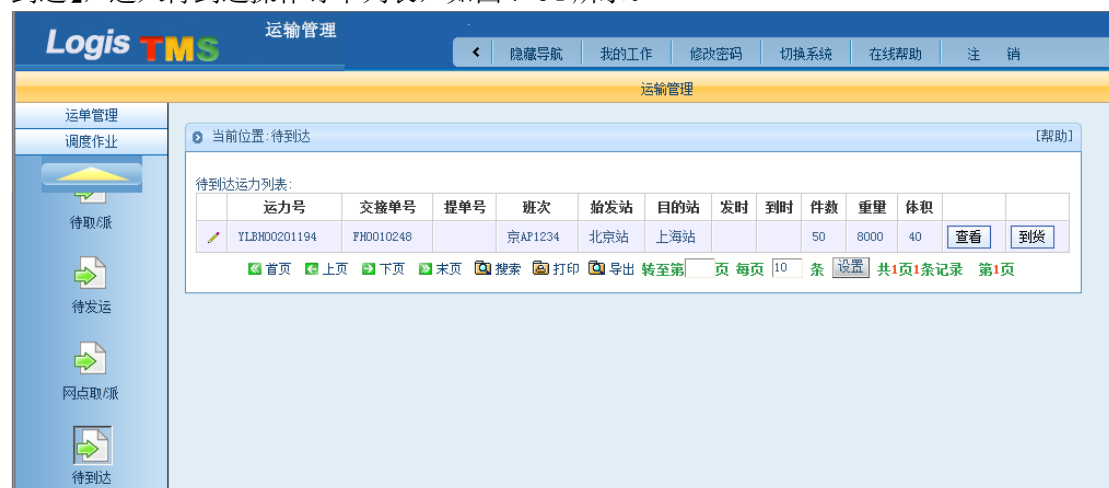 运输管理
Logis TMS
隐藏导航 我的工作 修改密码 切换系统 在线帮助 注 销
运输管理
运单管理
调度作业
当前位置:待到达 [帮助]
待取/派
待到达运力列表:
运力号 交接单号 提单号 班次 始发站 目的站 发时 到时 件数 重量 体积
YLBH00201194 FH0010248 京AP1234 北京站 上海站 50 8000 40 查看 到货
首页 上页 下页 末页 搜索 打印 导出 转至第 页 每页 10 条 设置 共1页1条记录 第1页
待发运
网点取/派
待到达